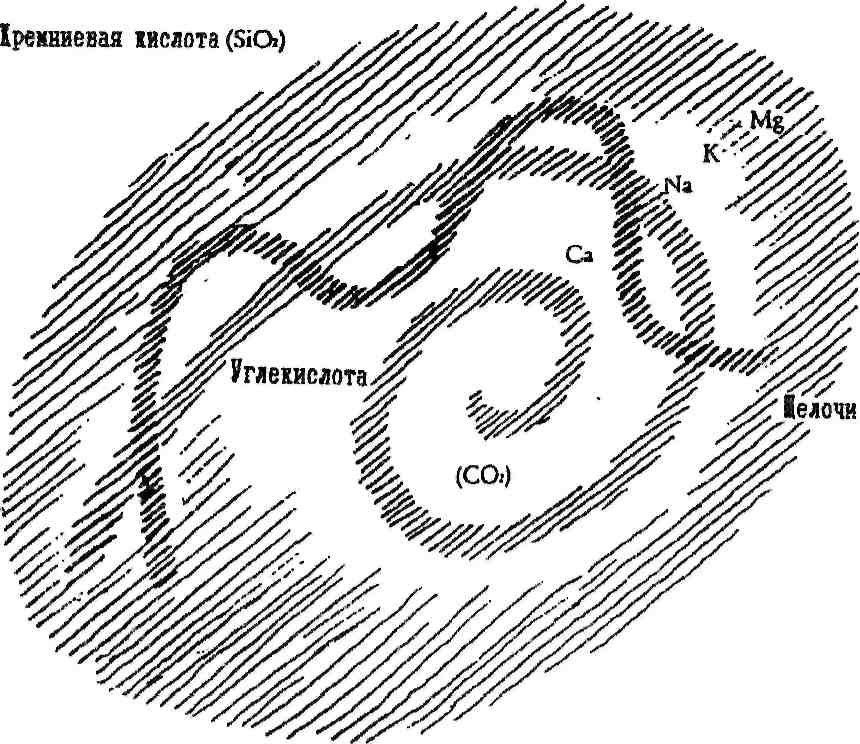 Кремниевая кислота (SiO₂)
Mg
K
Na
Ca
Углекислота
Щелочи
(CO₂)